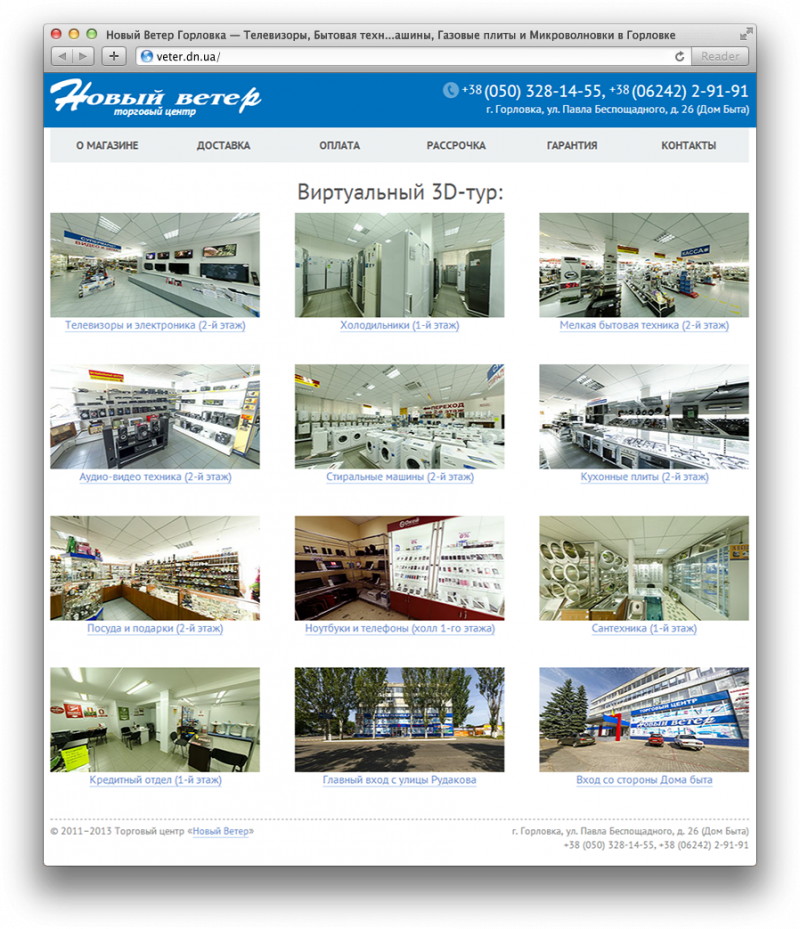 Новый Ветер Горловка — Телевизоры, Бытовая техн...ашины, Газовые плиты и Микроволновки в Горловке
veter.dn.ua/
Reader
Новый ветер
торговый центр
+38 (050) 328-14-55, +38 (06242) 2-91-91
г. Горловка, ул. Павла Беспощадного, д. 26 (Дом Быта)
О МАГАЗИНЕ ДОСТАВКА ОПЛАТА РАССРОЧКА ГАРАНТИЯ КОНТАКТЫ
Виртуальный 3D-тур:
КАССА
Телевизоры и электроника (2-й этаж)
Холодильники (1-й этаж)
Мелкая бытовая техника (2-й этаж)
ПЕРЕХОД
Аудио-видео техника (2-й этаж)
Стиральные машины (2-й этаж)
Кухонные плиты (2-й этаж)
Посуда и подарки (2-й этаж)
Ноутбуки и телефоны (холл 1-го этажа)
Сантехника (1-й этаж)
ТОРГОВЫЙ ЦЕНТР
Новый ветер
Кредитный отдел (1-й этаж)
Главный вход с улицы Рудакова
Вход со стороны Дома быта
© 2011–2013 Торговый центр «Новый Ветер»
г. Горловка, ул. Павла Беспощадного, д. 26 (Дом Быта)
+38 (050) 328-14-55, +38 (06242) 2-91-91